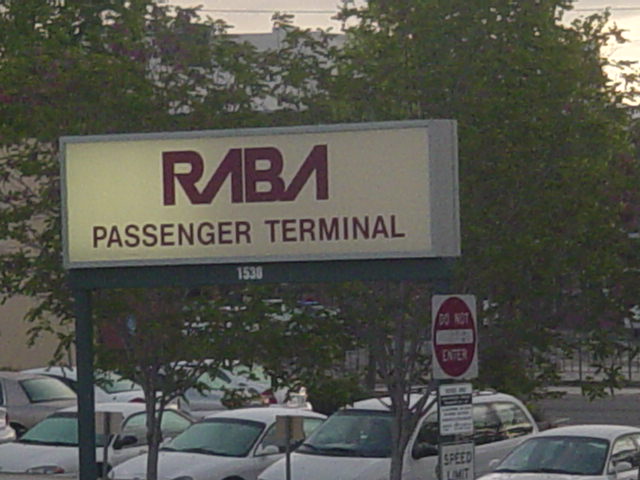 RABA
PASSENGER TERMINAL
1530
DO NOT
ENTER
SPEED
LIMIT